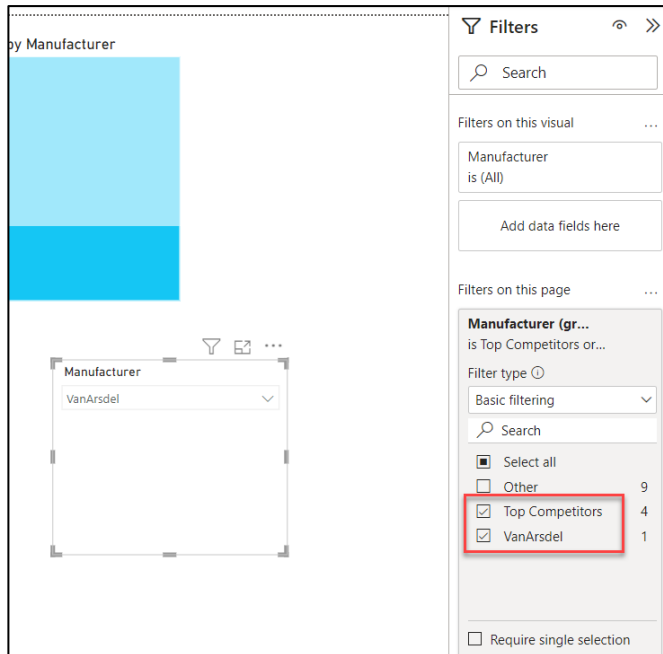 by Manufacturer
Manufacturer
VanArsdel
Filters
Search
Filters on this visual
Manufacturer
is (All)
Add data fields here
Filters on this page
Manufacturer (gr...
is Top Competitors or...
Filter type
Basic filtering
Search
Select all
Other 9
Top Competitors 4
VanArsdel 1
Require single selection